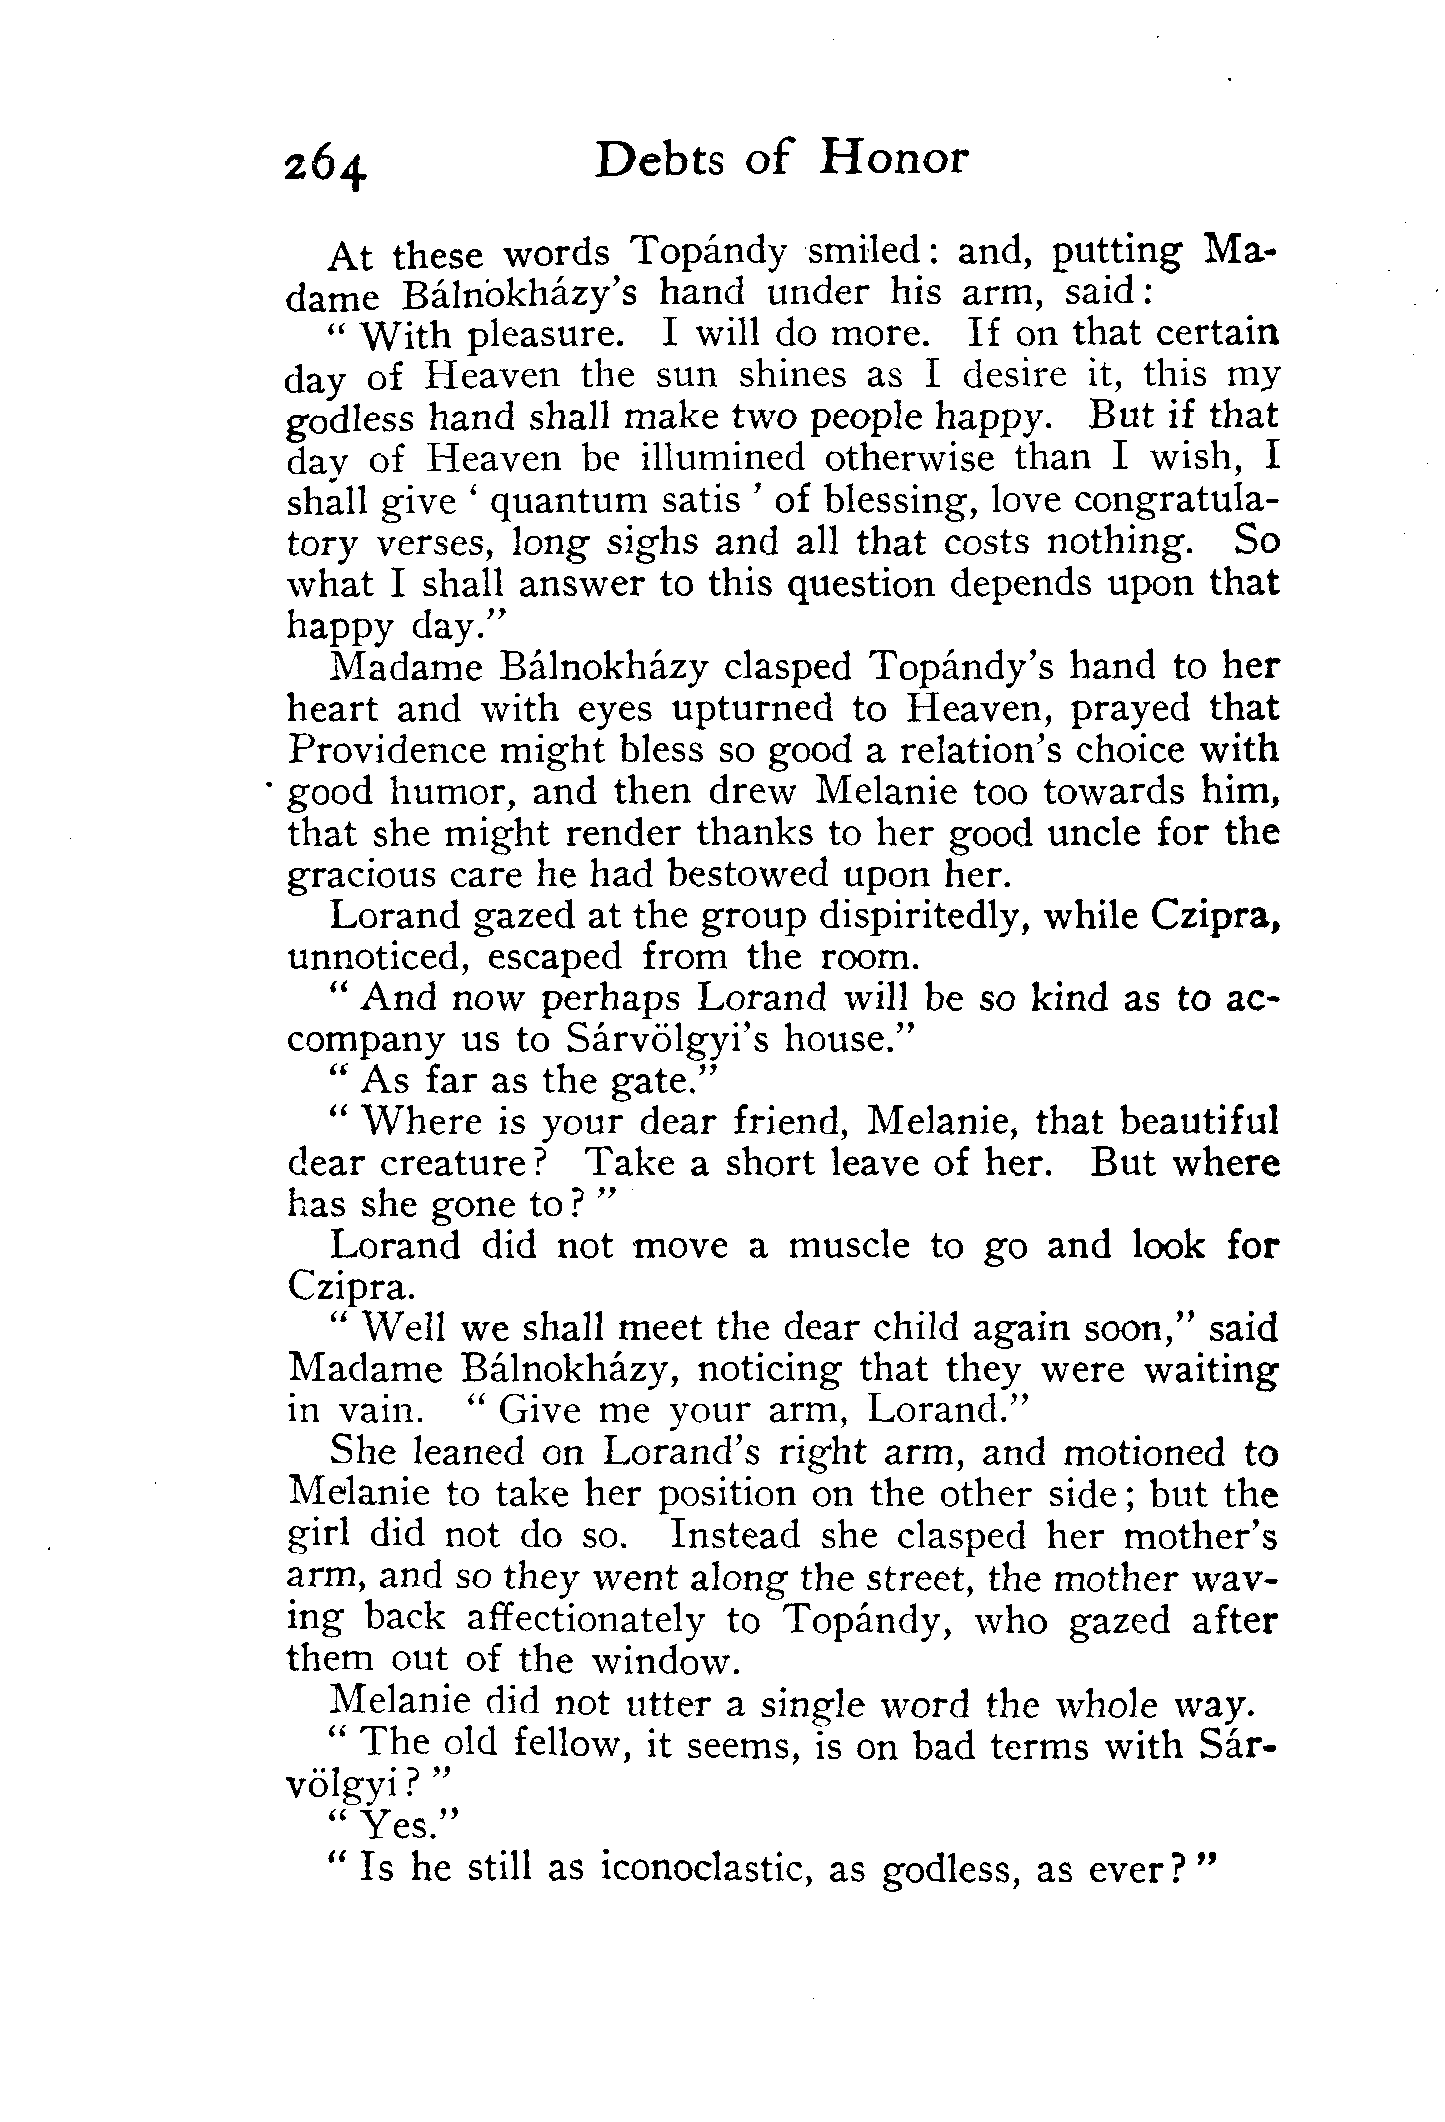 264 Debts of Honor
At these words Topándy smiled: and, putting Ma-
dame Bálnokházy's hand under his arm, said:
" With pleasure. I will do more. If on that certain
day of Heaven the sun shines as I desire it, this my
godless hand shall make two people happy. But if that
day of Heaven be illumined otherwise than I wish, I
shall give ' quantum satis ' of blessing, love congratula-
tory verses, long sighs and all that costs nothing. So
what I shall answer to this question depends upon that
happy day."
Madame Bálnokházy clasped Topándy's hand to her
heart and with eyes upturned to Heaven, prayed that
Providence might bless so good a relation's choice with
good humor, and then drew Melanie too towards him,
that she might render thanks to her good uncle for the
gracious care he had bestowed upon her.
Lorand gazed at the group dispiritedly, while Czipra,
unnoticed, escaped from the room.
" And now perhaps Lorand will be so kind as to ac-
company us to Sárvölgyi's house."
" As far as the gate."
" Where is your dear friend, Melanie, that beautiful
dear creature? Take a short leave of her. But where
has she gone to? "
Lorand did not move a muscle to go and look for
Czipra.
" Well we shall meet the dear child again soon," said
Madame Bálnokházy, noticing that they were waiting
in vain. " Give me your arm, Lorand."
She leaned on Lorand's right arm, and motioned to
Melanie to take her position on the other side; but the
girl did not do so. Instead she clasped her mother's
arm, and so they went along the street, the mother wav-
ing back affectionately to Topándy, who gazed after
them out of the window.
Melanie did not utter a single word the whole way.
" The old fellow, it seems, is on bad terms with Sár-
völgyi? "
" Yes."
" Is he still as iconoclastic, as godless, as ever? "